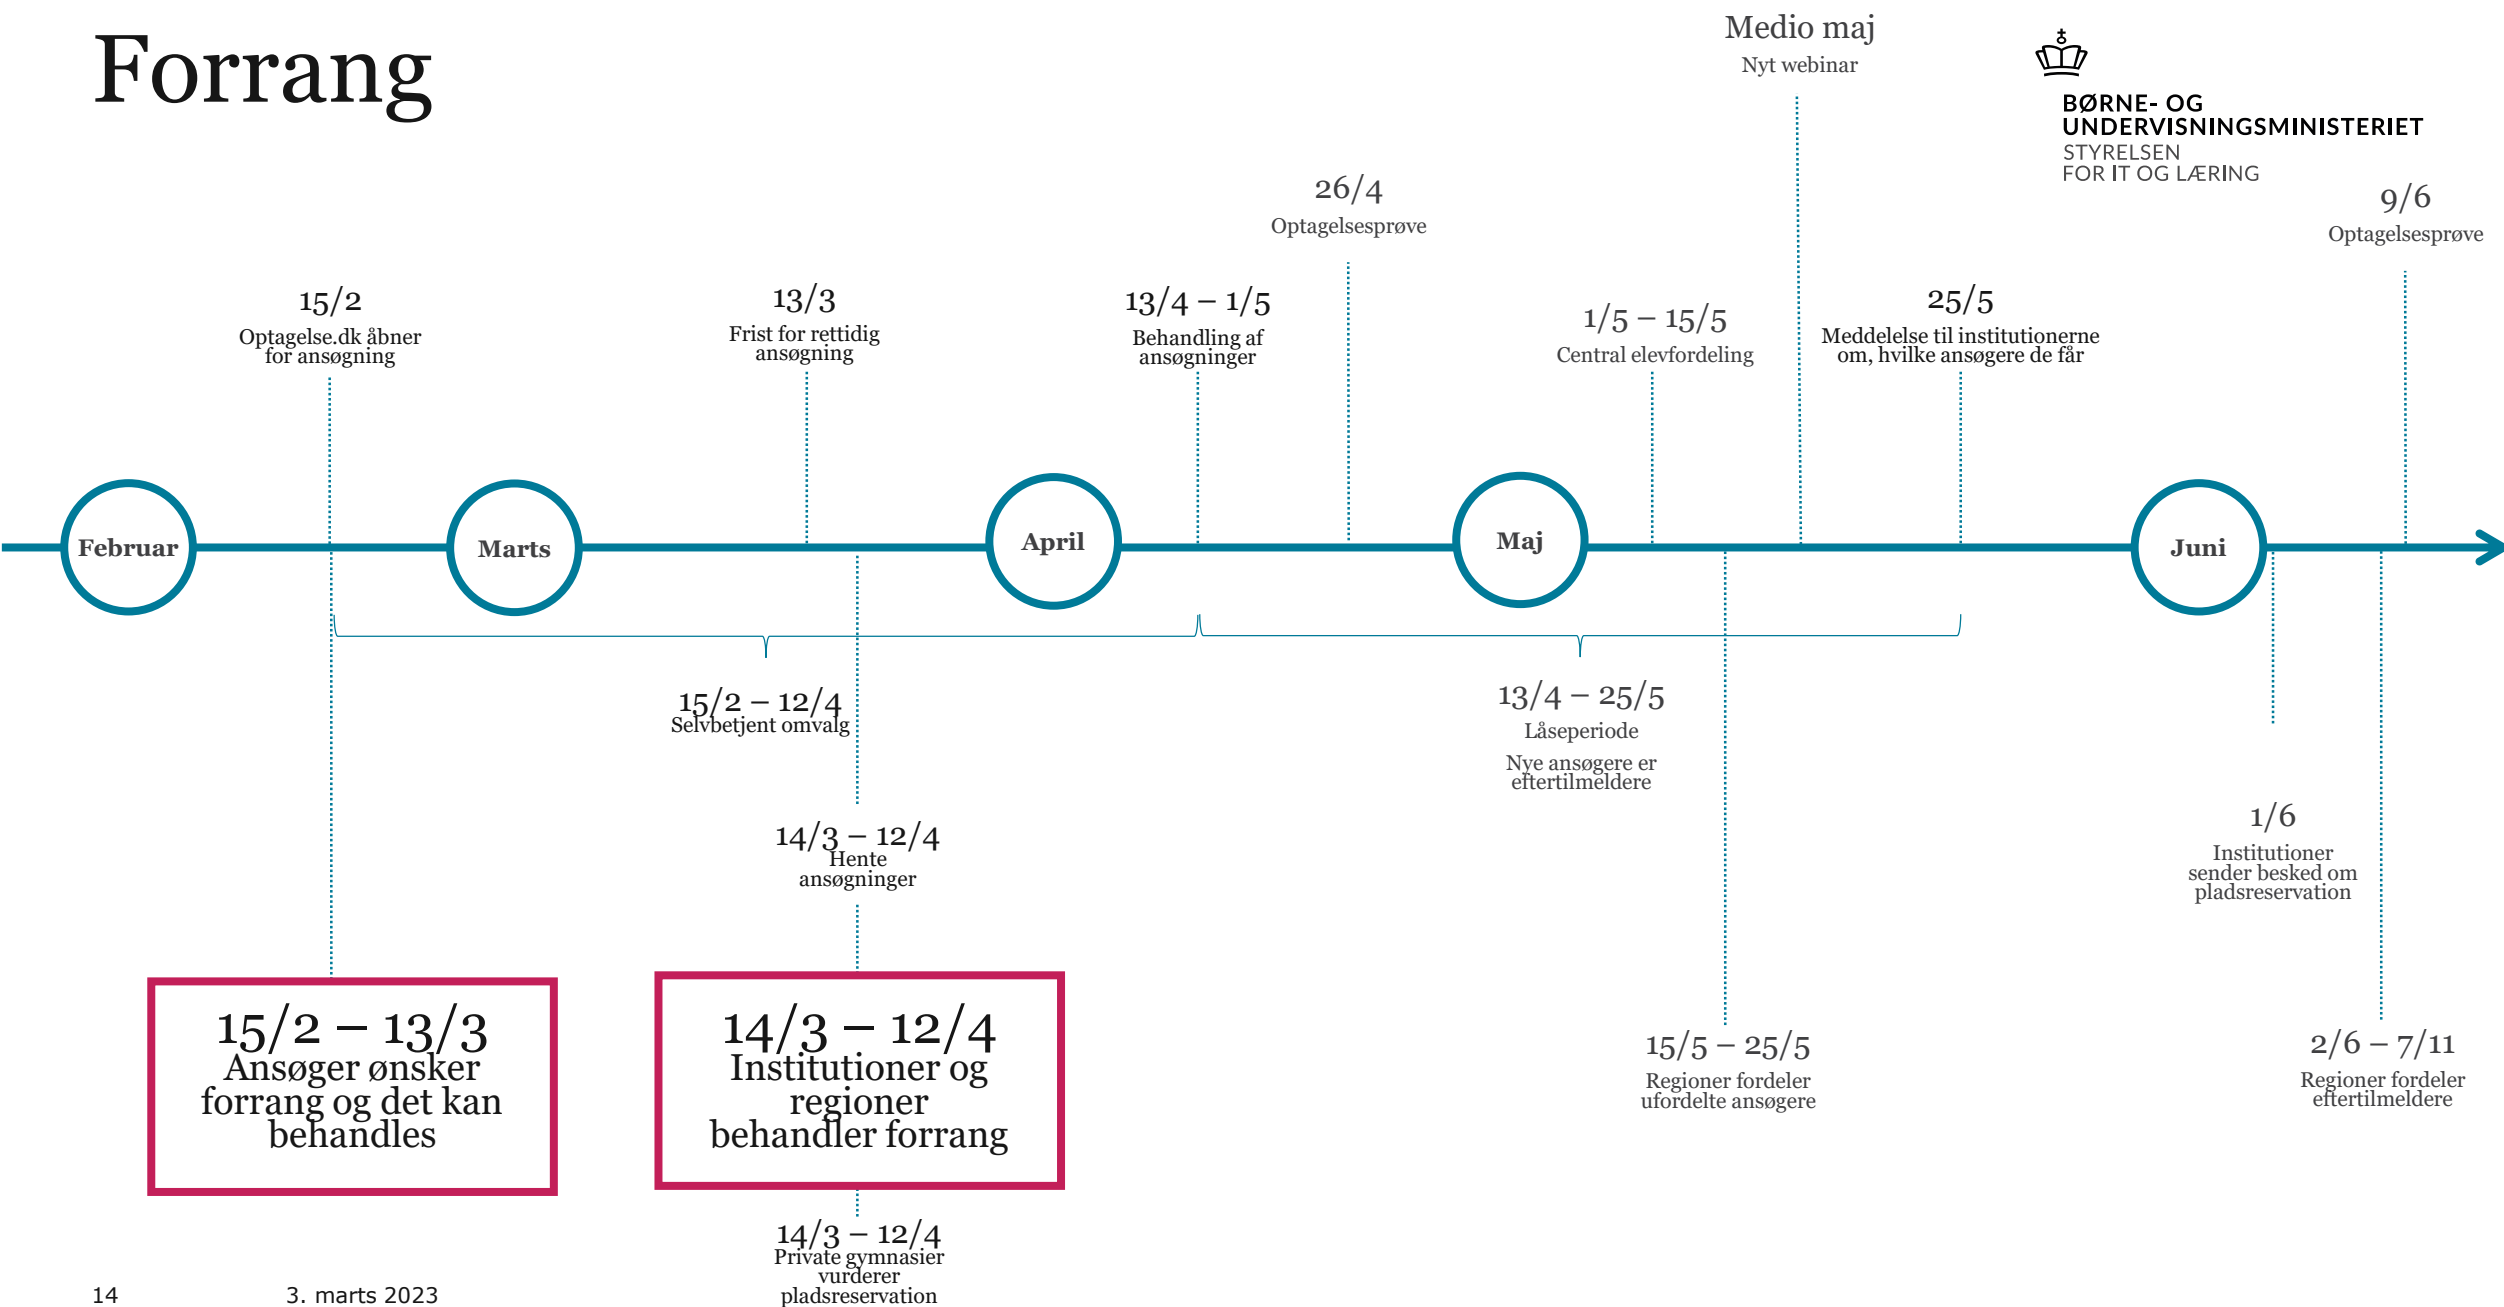 Forrang
Medio maj
Nyt webinar
BØRNE- OG
UNDERVISNINGSMINISTERIET
STYRELSEN
FOR IT OG LÆRING
26/4
Optagelsesprøve
9/6
Optagelsesprøve
15/2
Optagelse.dk åbner
for ansøgning
13/3
Frist for rettidig
ansøgning
13/4 – 1/5
Behandling af
ansøgninger
1/5 – 15/5
Central elevfordeling
25/5
Meddelelse til institutionerne
om, hvilke ansøgere de får
Februar
Marts
April
Maj
Juni
15/2 – 12/4
Selvbetjent omvalg
13/4 – 25/5
Låseperiode
Nye ansøgere er
eftertilmeldere
14/3 – 12/4
Hente
ansøgninger
1/6
Institutioner
sender besked om
pladsreservation
15/2 – 13/3
Ansøger ønsker
forrang og det kan
behandles
14/3 – 12/4
Institutioner og
regioner
behandler forrang
15/5 – 25/5
Regioner fordeler
ufordelte ansøgere
2/6 – 7/11
Regioner fordeler
eftertilmeldere
14/3 – 12/4
Private gymnasier
vurderer
pladsreservation
14
3. marts 2023